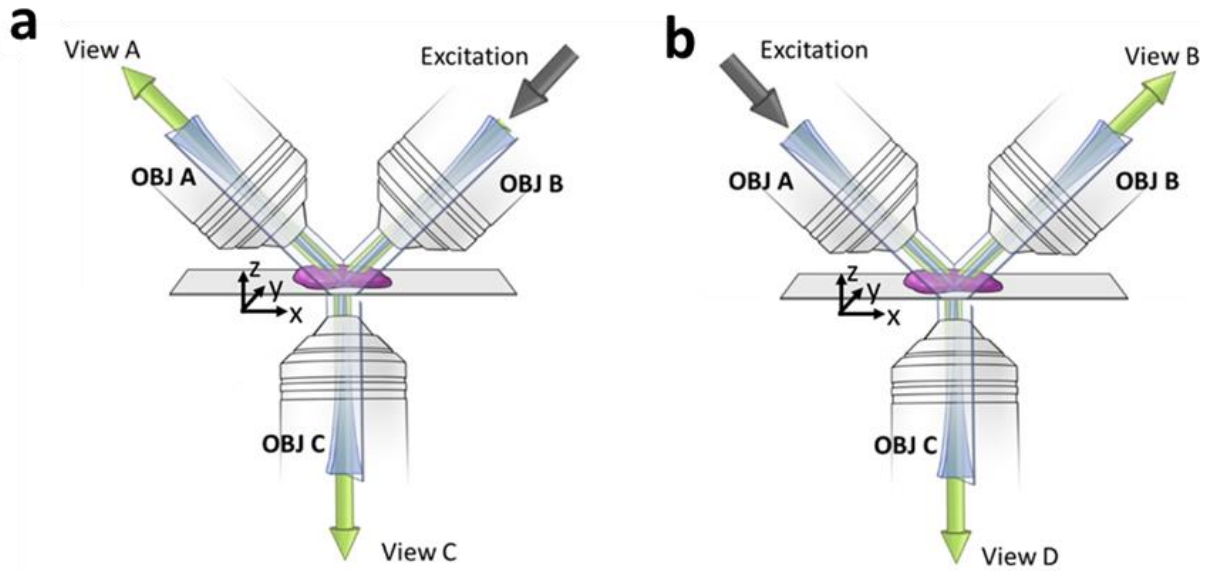 a
View A
Excitation
OBJ A
OBJ B
z
y
x
OBJ C
View C
b
Excitation
View B
OBJ A
OBJ B
z
y
x
OBJ C
View D